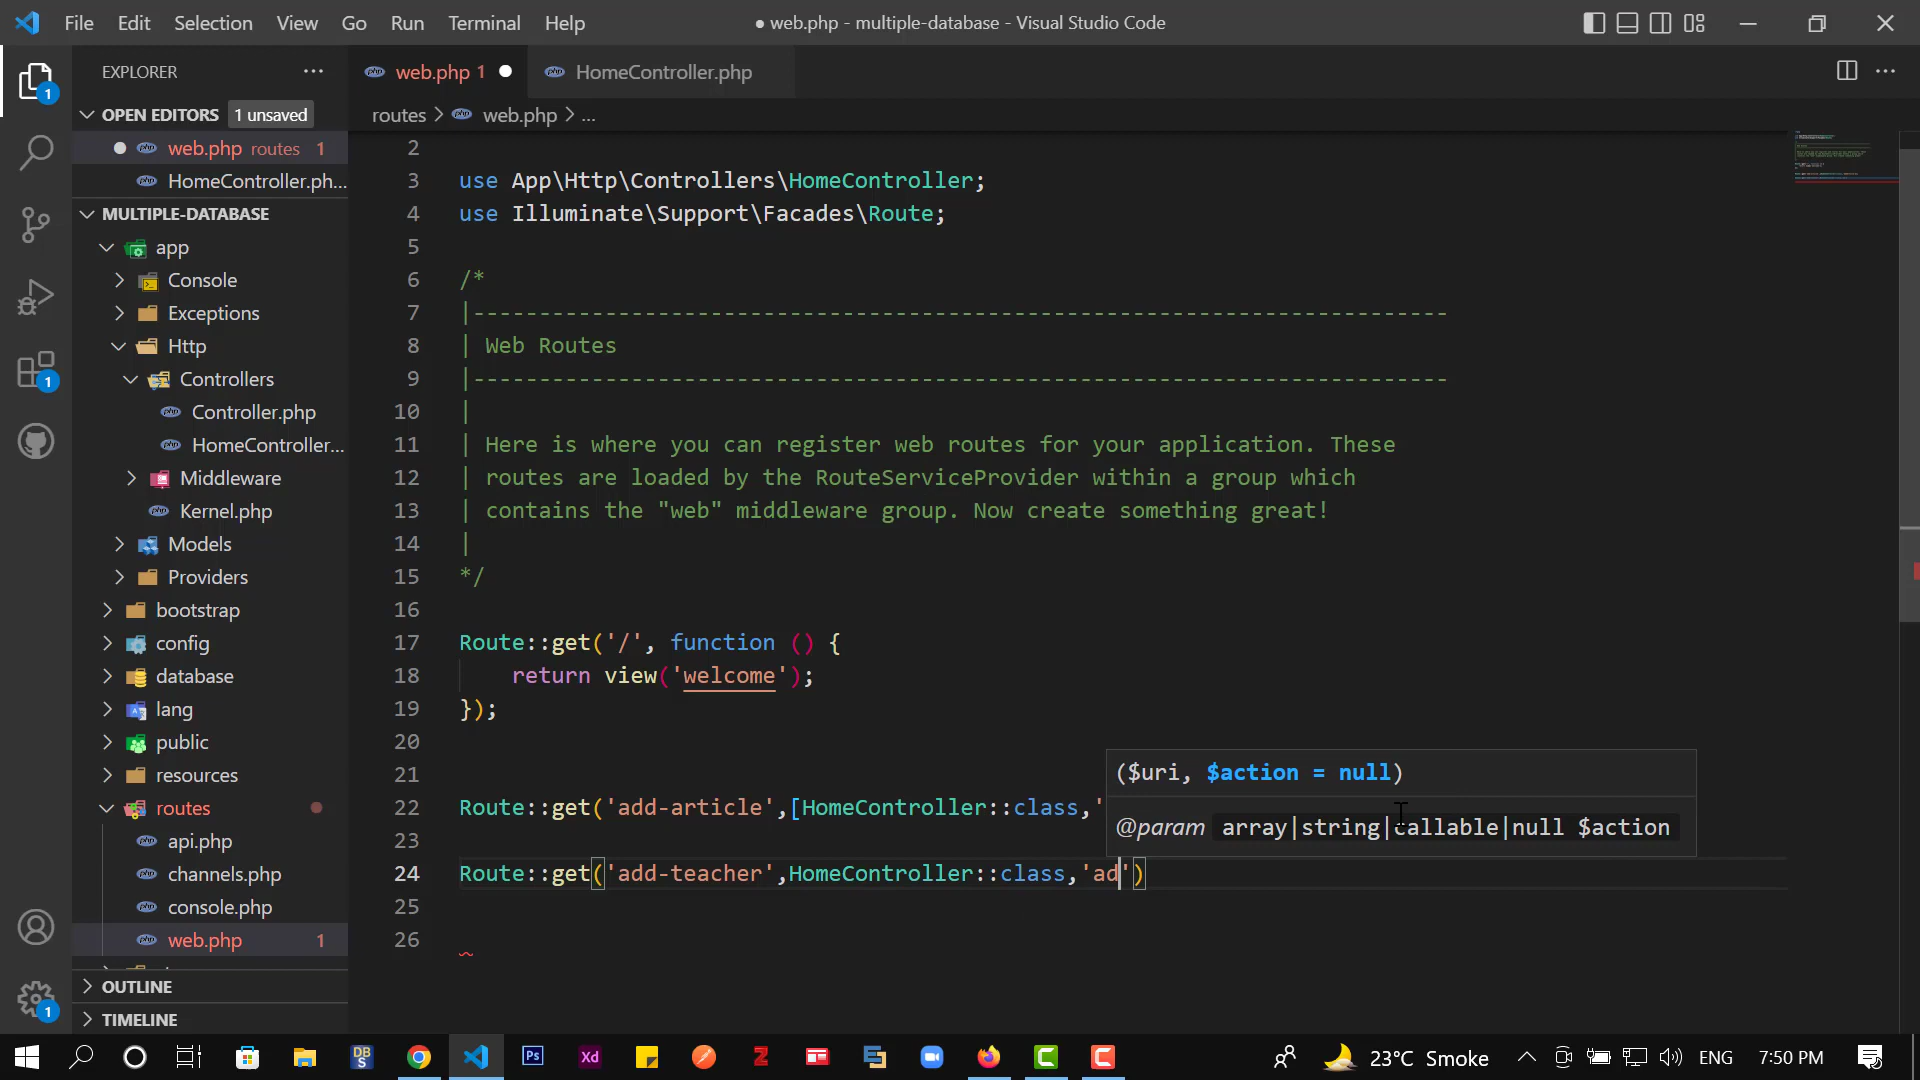 File Edit Selection View Go Run Terminal Help
● web.php - multiple-database - Visual Studio Code
EXPLORER
OPEN EDITORS 1 unsaved
web.php routes 1
HomeController.ph...
MULTIPLE-DATABASE
app
Console
Exceptions
Http
Controllers
Controller.php
HomeController...
Middleware
Kernel.php
Models
Providers
bootstrap
config
database
lang
public
resources
routes
api.php
channels.php
console.php
web.php 1
OUTLINE
TIMELINE
web.php 1
HomeController.php
routes > web.php > ...
2
3 use App\Http\Controllers\HomeController;
4 use Illuminate\Support\Facades\Route;
5
6 /*
7 |--------------------------------------------------------------------------
8 | Web Routes
9 |--------------------------------------------------------------------------
10 |
11 | Here is where you can register web routes for your application. These
12 | routes are loaded by the RouteServiceProvider within a group which
13 | contains the "web" middleware group. Now create something great!
14 |
15 */
16
17 Route::get('/', function () {
18 return view('welcome');
19 });
20
21
22 Route::get('add-article',[HomeController::class,'
23
24 Route::get('add-teacher',HomeController::class,'ad')
25
26
($uri, $action = null)
@param array|string|callable|null $action
1
1
1
DB S
Ps
Xd
Z
23°C Smoke
ENG
7:50 PM